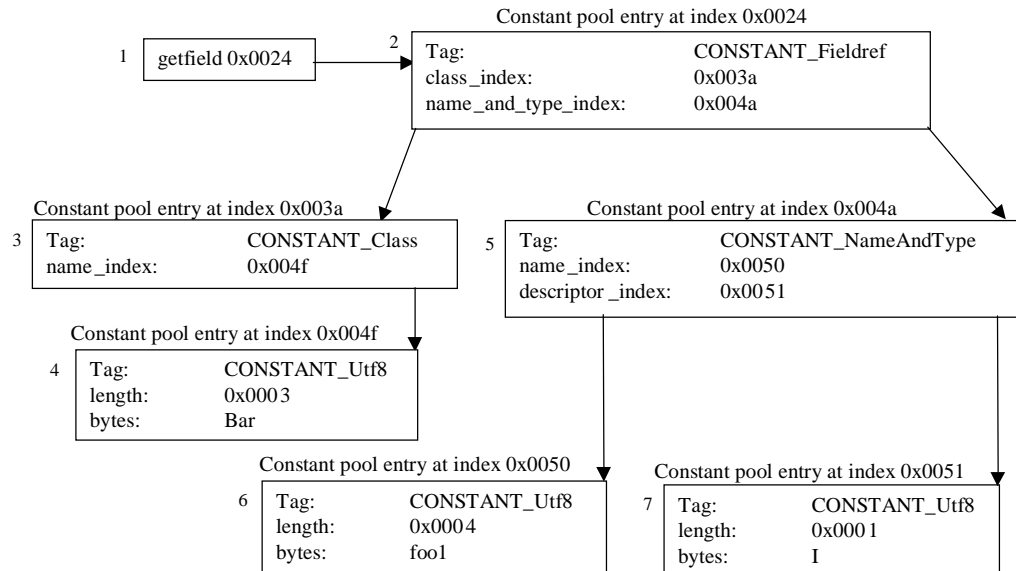 Constant pool entry at index 0x0024
1
getfield 0x0024
2
Tag: CONSTANT_Fieldref
class_index: 0x003a
name_and_type_index: 0x004a
Constant pool entry at index 0x003a
3
Tag: CONSTANT_Class
name_index: 0x004f
Constant pool entry at index 0x004a
5
Tag: CONSTANT_NameAndType
name_index: 0x0050
descriptor_index: 0x0051
Constant pool entry at index 0x004f
4
Tag: CONSTANT_Utf8
length: 0x0003
bytes: Bar
Constant pool entry at index 0x0050
6
Tag: CONSTANT_Utf8
length: 0x0004
bytes: foo1
Constant pool entry at index 0x0051
7
Tag: CONSTANT_Utf8
length: 0x0001
bytes: I